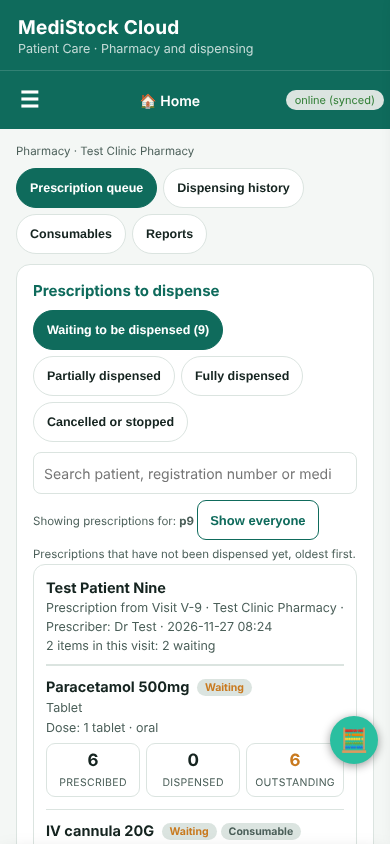 MediStock Cloud
Patient Care · Pharmacy and dispensing
☰ 🏠 Home online (synced)
Pharmacy · Test Clinic Pharmacy
Prescription queue Dispensing history
Consumables Reports
Prescriptions to dispense
Waiting to be dispensed (9)
Partially dispensed Fully dispensed
Cancelled or stopped
Search patient, registration number or medi
Showing prescriptions for: p9 Show everyone
Prescriptions that have not been dispensed yet, oldest first.
Test Patient Nine
Prescription from Visit V-9 · Test Clinic Pharmacy ·
Prescriber: Dr Test · 2026-11-27 08:24
2 items in this visit: 2 waiting
Paracetamol 500mg Waiting
Tablet
Dose: 1 tablet · oral
6 0 6
PRESCRIBED DISPENSED OUTSTANDING
IV cannula 20G Waiting Consumable